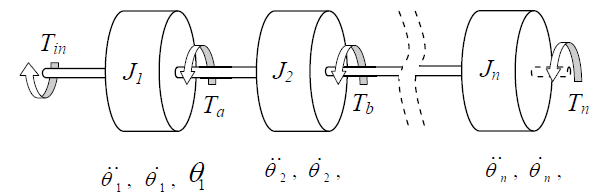 T_in J_1 T_a J_2 T_b J_n T_n
θ̈_1 , θ̇_1 , θ_1 θ̈_2 , θ̇_2 , θ̈_n , θ̇_n ,